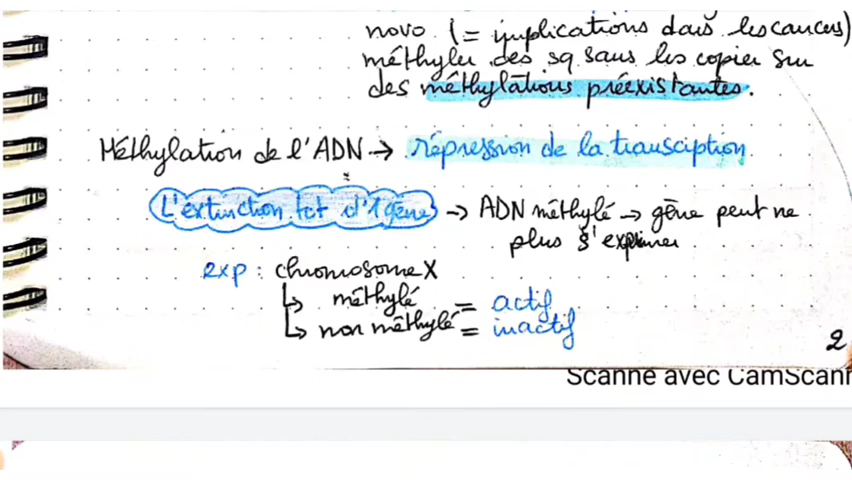 novo (= implications dans les cancers)
méthyler des sq sans les copier sur
des méthylations préexistantes.
Méthylation de l'ADN → répression de la transciption
L'extinction tot d'1 gène → ADN méthylé → gène peut ne
plus s'exprimer
exp : chromosome X
↳ méthylé = actif
↳ non méthylé = inactif
2
Scanné avec CamScann